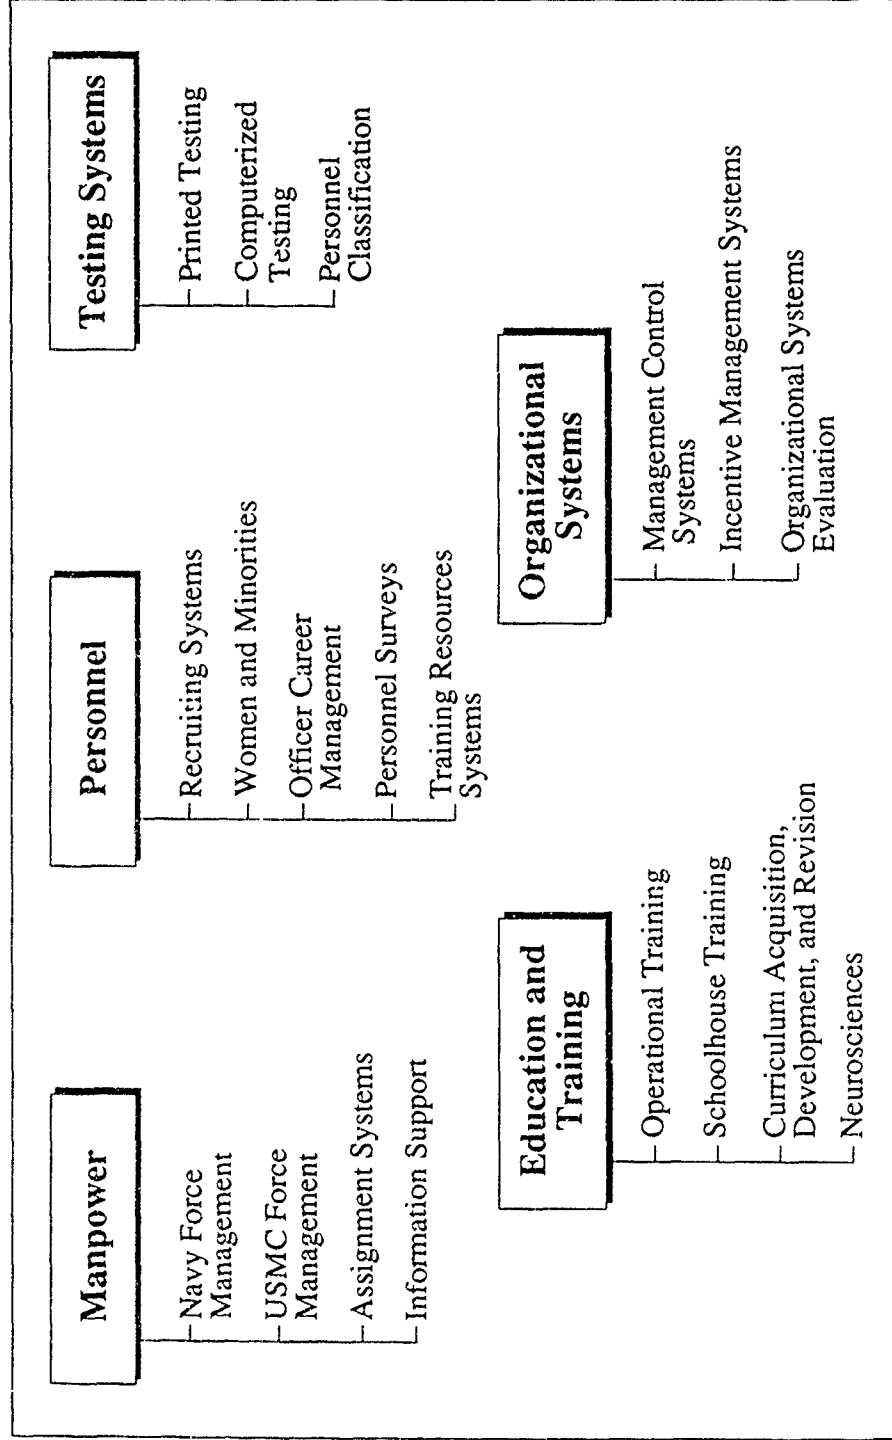 Manpower
Navy Force
Management
USMC Force
Management
Assignment Systems
Information Support
Personnel
Recruiting Systems
Women and Minorities
Officer Career
Management
Personnel Surveys
Training Resources
Systems
Testing Systems
Printed Testing
Computerized
Testing
Personnel
Classification
Education and
Training
Operational Training
Schoolhouse Training
Curriculum Acquisition,
Development, and Revision
Neurosciences
Organizational
Systems
Management Control
Systems
Incentive Management Systems
Organizational Systems
Evaluation